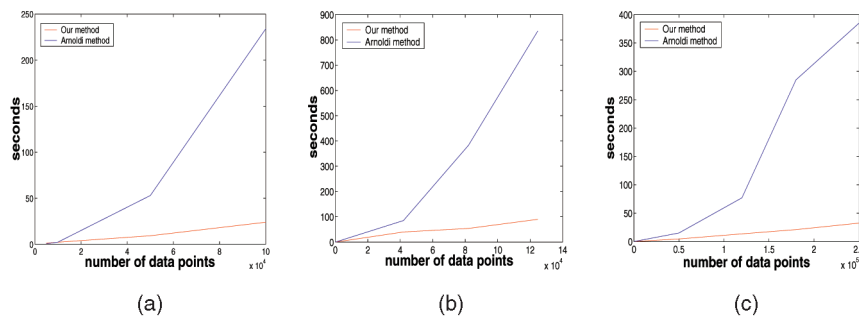 Our method
Arnoldi method
250
200
150
100
50
0
seconds
0
2
4
6
8
10
x 10^4
number of data points
(a)
Our method
Arnoldi method
900
800
700
600
500
400
300
200
100
0
seconds
0
2
4
6
8
10
12
14
x 10^4
number of data points
(b)
Our method
Arnoldi method
400
350
300
250
200
150
100
50
0
seconds
0
0.5
1
1.5
2
x 10^5
number of data points
(c)